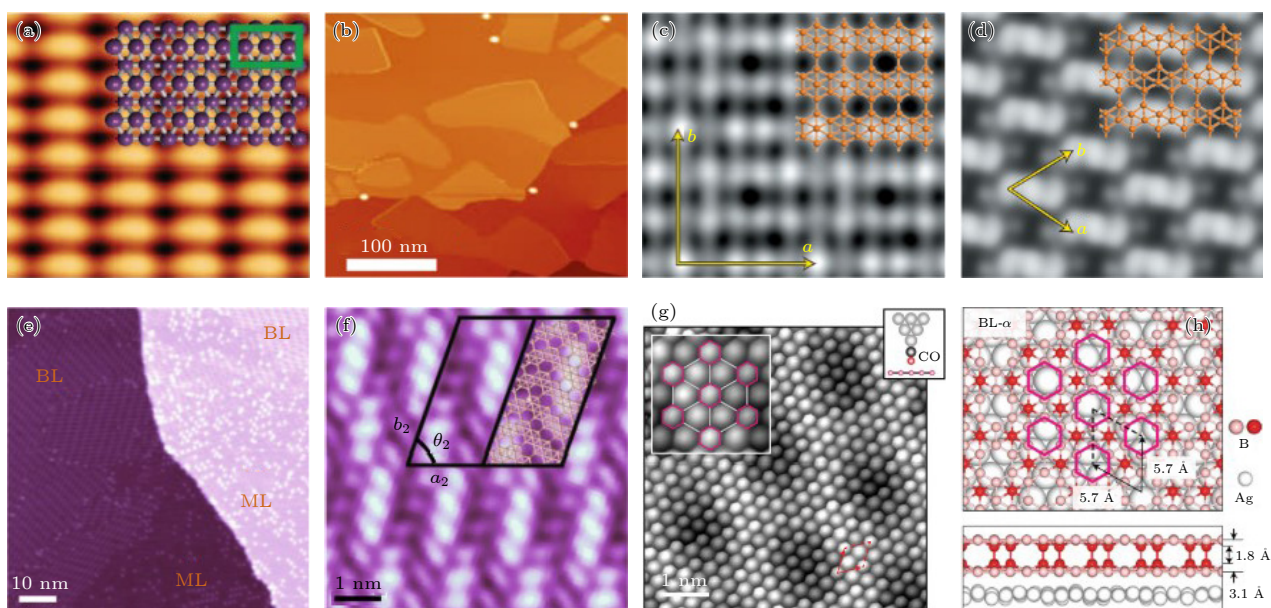 (a)
(b)
100 nm
(c)
b
a
(d)
b
a
(e)
BL
BL
ML
ML
10 nm
(f)
b2
θ2
a2
1 nm
(g)
CO
1 nm
BL-α
(h)
5.7 Å
5.7 Å
B
Ag
1.8 Å
3.1 Å